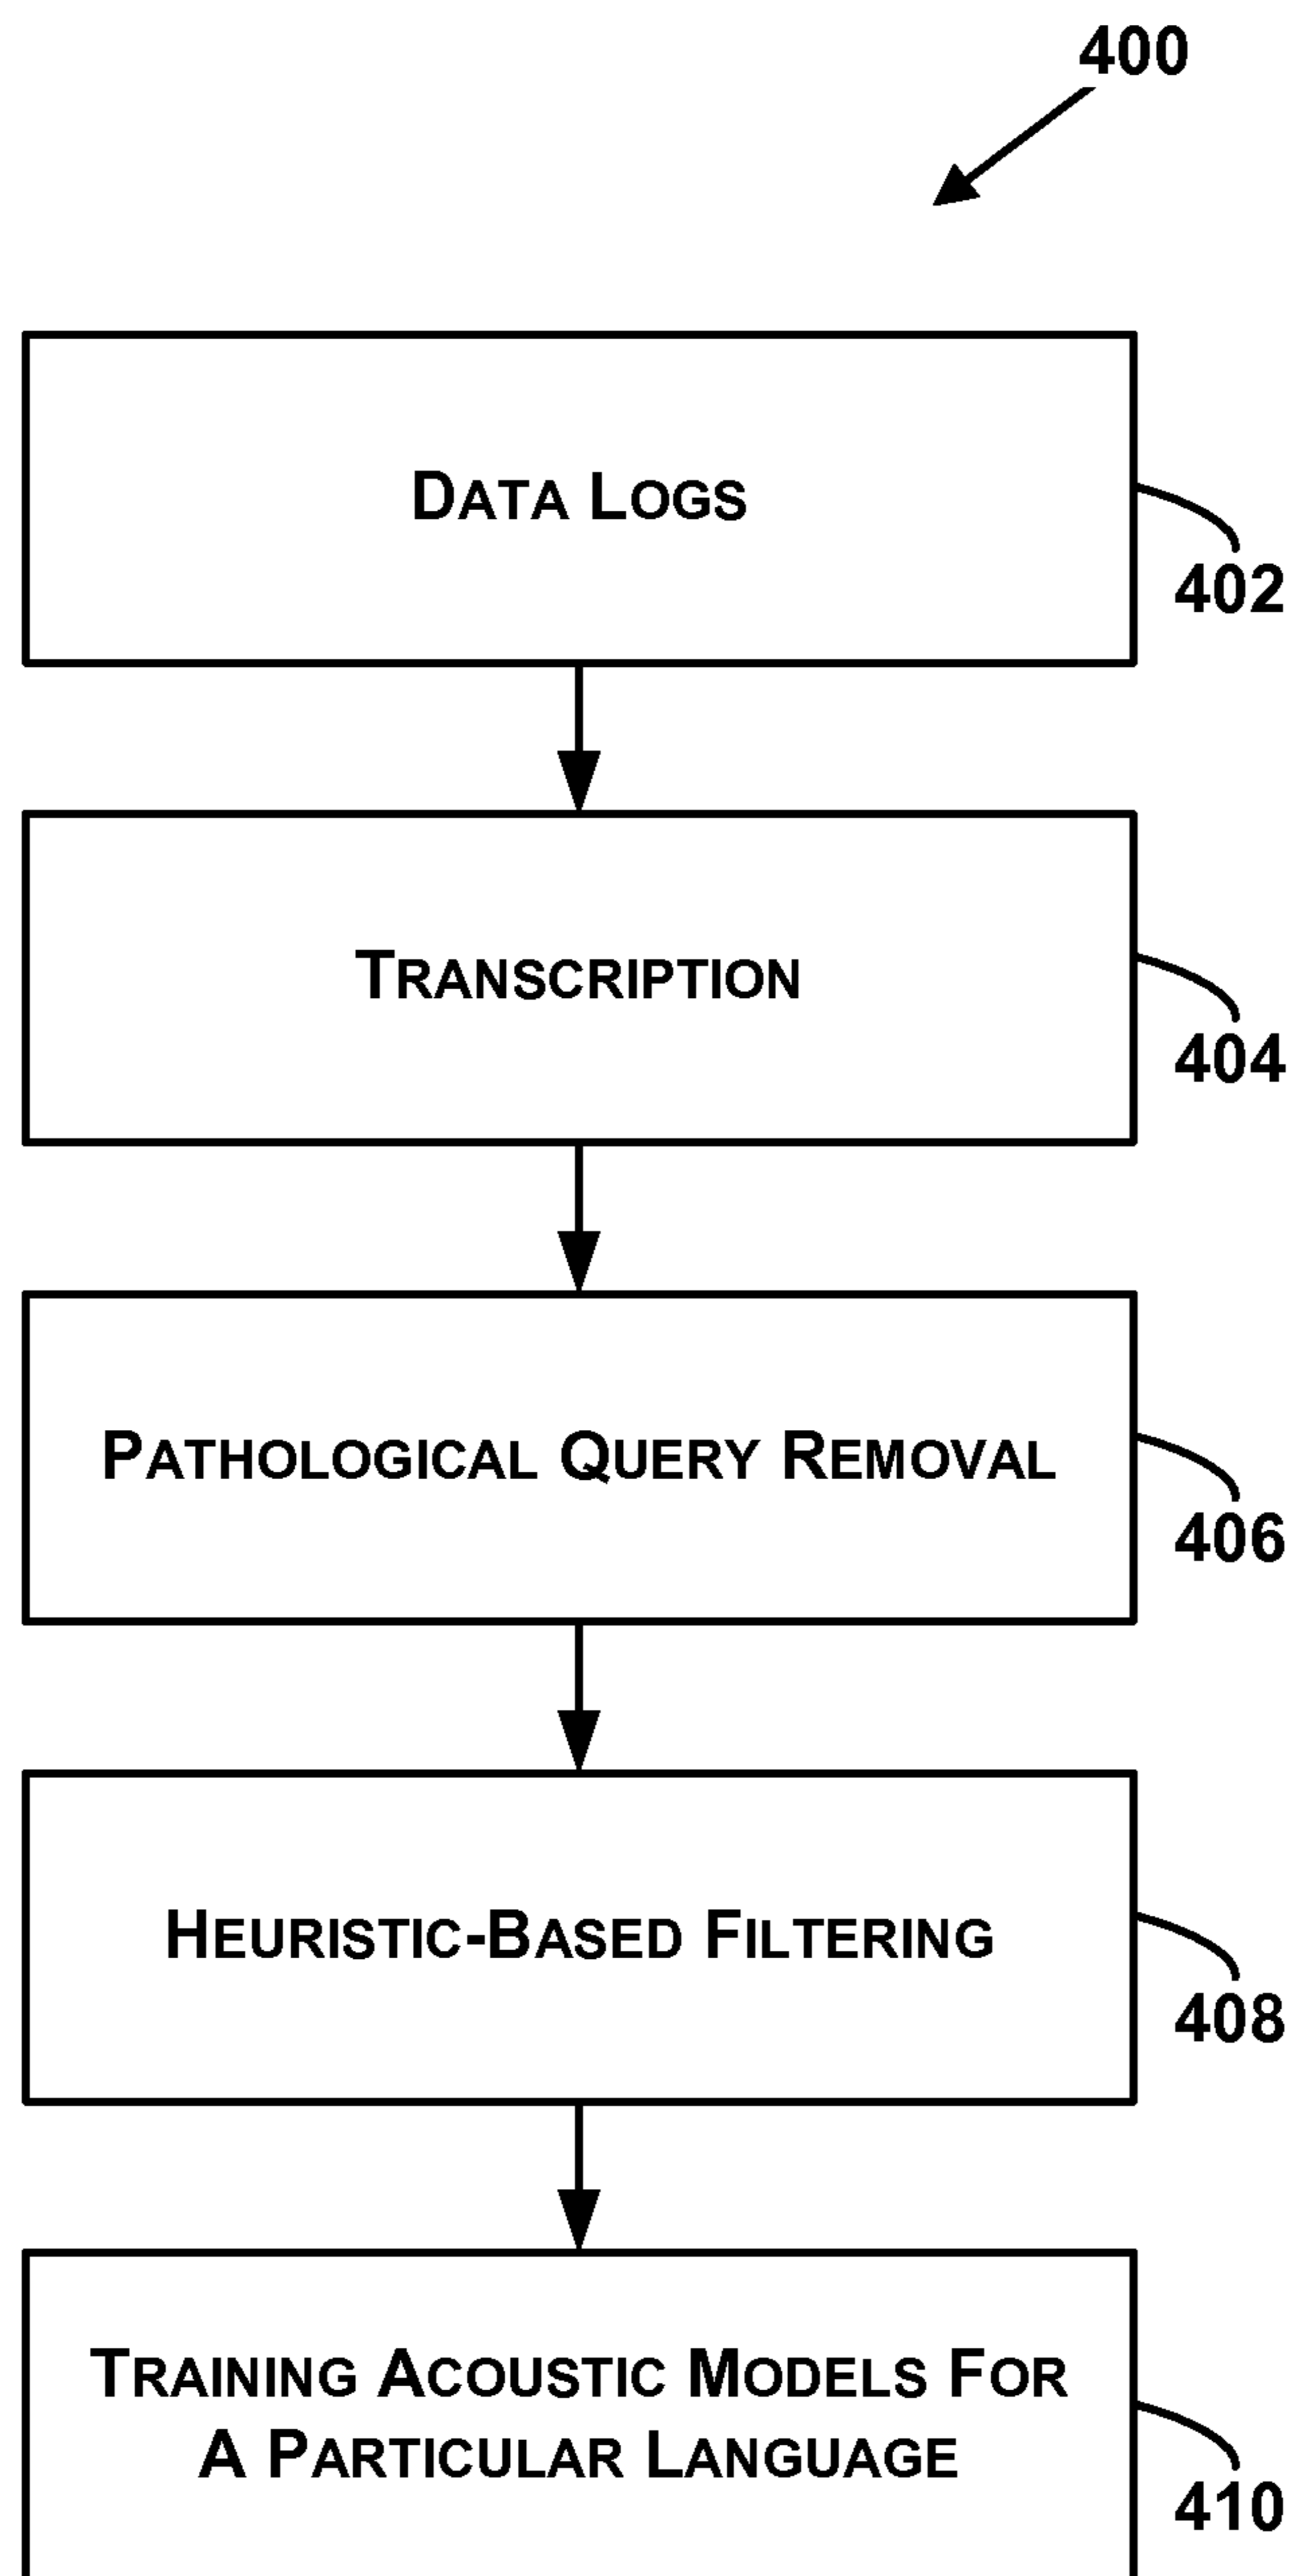 400
DATA LOGS
402
TRANSCRIPTION
404
PATHOLOGICAL QUERY REMOVAL
406
HEURISTIC-BASED FILTERING
408
TRAINING ACOUSTIC MODELS FOR
A PARTICULAR LANGUAGE
410